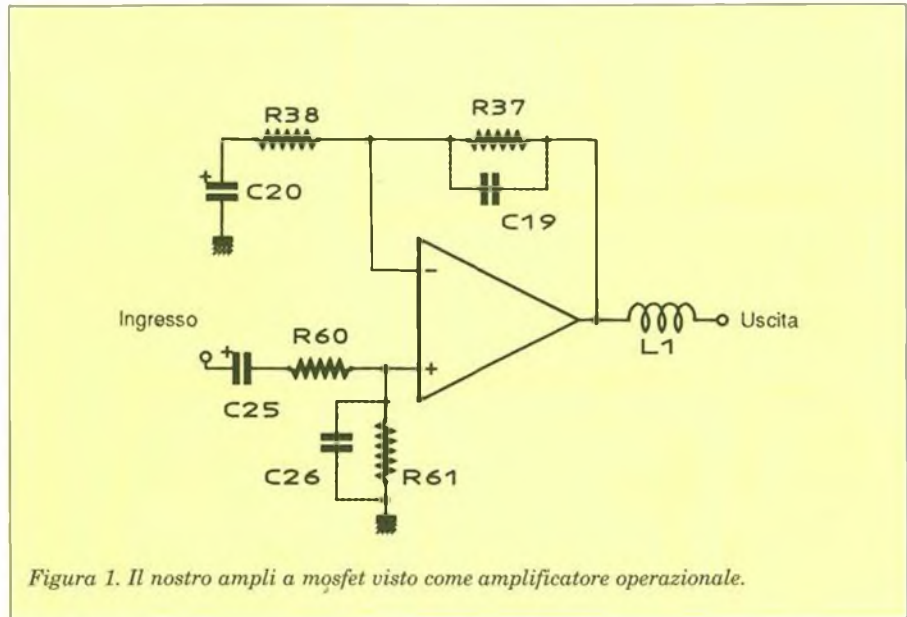 R38
R37
+
C20
C19
-
Ingresso
+
R60
+
C25
C26
R61
L1
Uscita
Figura 1. Il nostro ampli a mosfet visto come amplificatore operazionale.